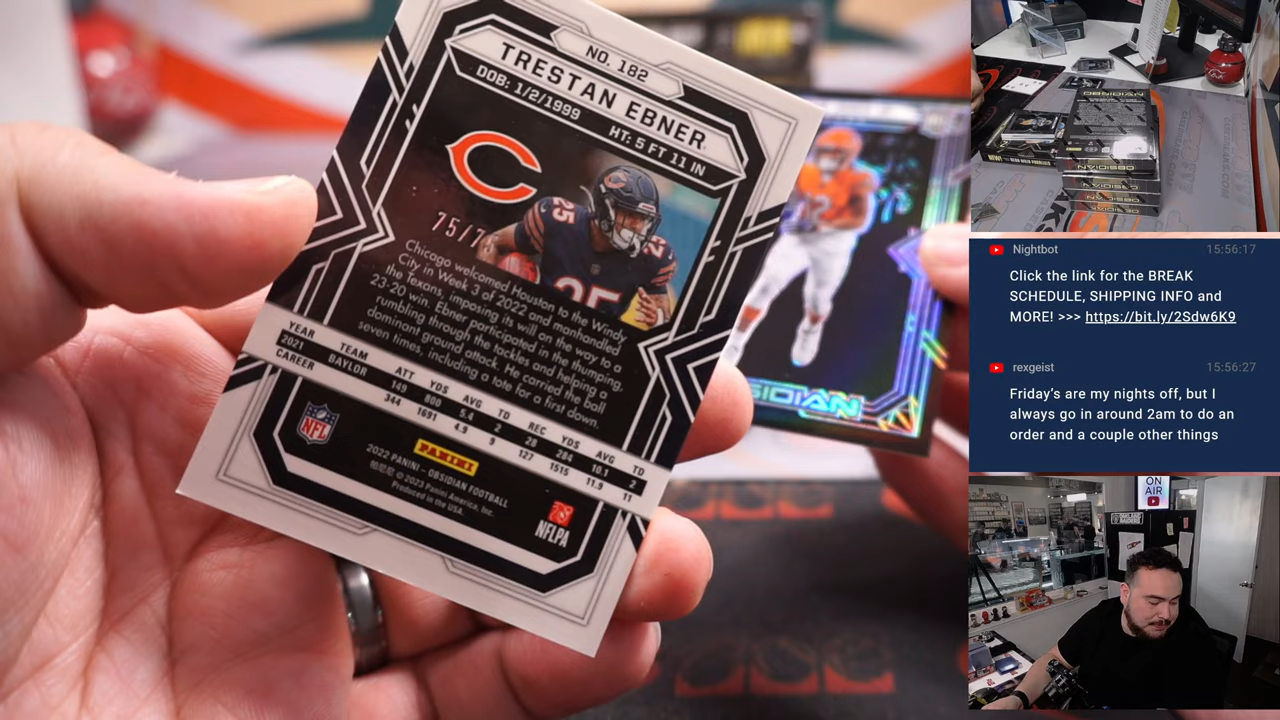 NO. 182
TRESTAN EBNER
DOB: 1/2/1999 HT: 5 FT 11 IN
75/7
Chicago welcomed Houston to the Windy
City in Week 3 of 2022 and manhandled
the Texans, imposing its will on the way to a
23-20 win. Ebner participated in the thumping,
rumbling through the tackles and helping a
dominant ground attack. He carried the ball
seven times, including a tote for a first down.
YEAR TEAM ATT YDS AVG TD REC YDS AVG TD
2021 BAYLOR 149 800 5.4 2 28 284 10.1 2
CAREER 344 1691 4.9 9 127 1515 11.9 11
NFL
PANINI
2022 PANINI – OBSIDIAN FOOTBALL
© 2023 Panini America, Inc.
Produced in the USA.
NFLPA
25
25
SIDIAN
OBSIDIAN
Nightbot 15:56:17
Click the link for the BREAK
SCHEDULE, SHIPPING INFO and
MORE! >>> https://bit.ly/2Sdw6K9
rexgeist 15:56:27
Friday's are my nights off, but I
always go in around 2am to do an
order and a couple other things
ON
AIR